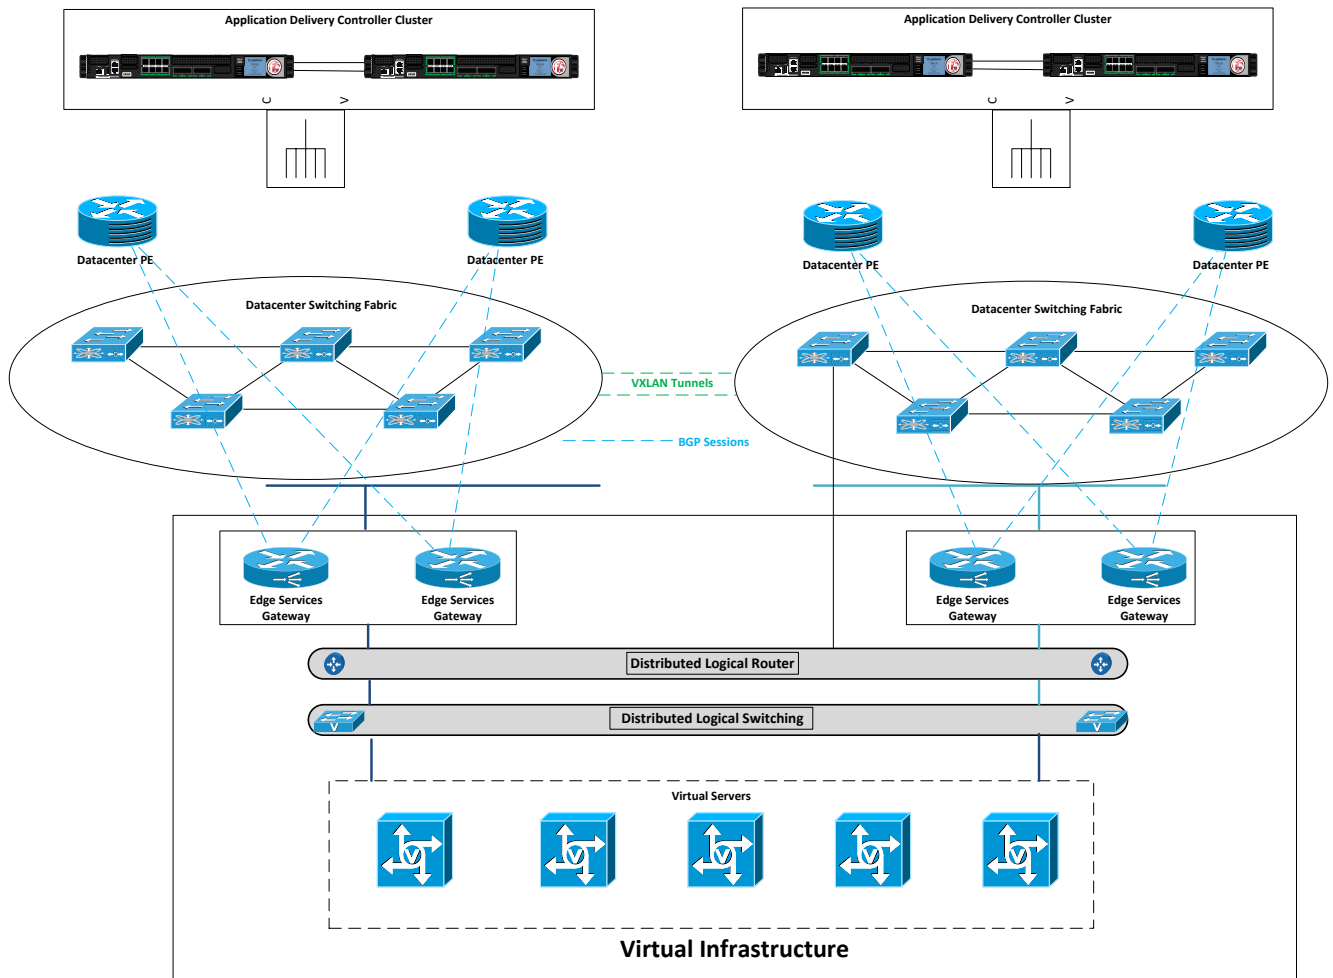 Application Delivery Controller Cluster
Application Delivery Controller Cluster
C
V
C
V
Datacenter PE
Datacenter PE
Datacenter PE
Datacenter PE
Datacenter Switching Fabric
Datacenter Switching Fabric
VXLAN Tunnels
BGP Sessions
Edge Services
Gateway
Edge Services
Gateway
Edge Services
Gateway
Edge Services
Gateway
Distributed Logical Router
Distributed Logical Switching
V
V
Virtual Servers
V
V
V
V
V
Virtual Infrastructure